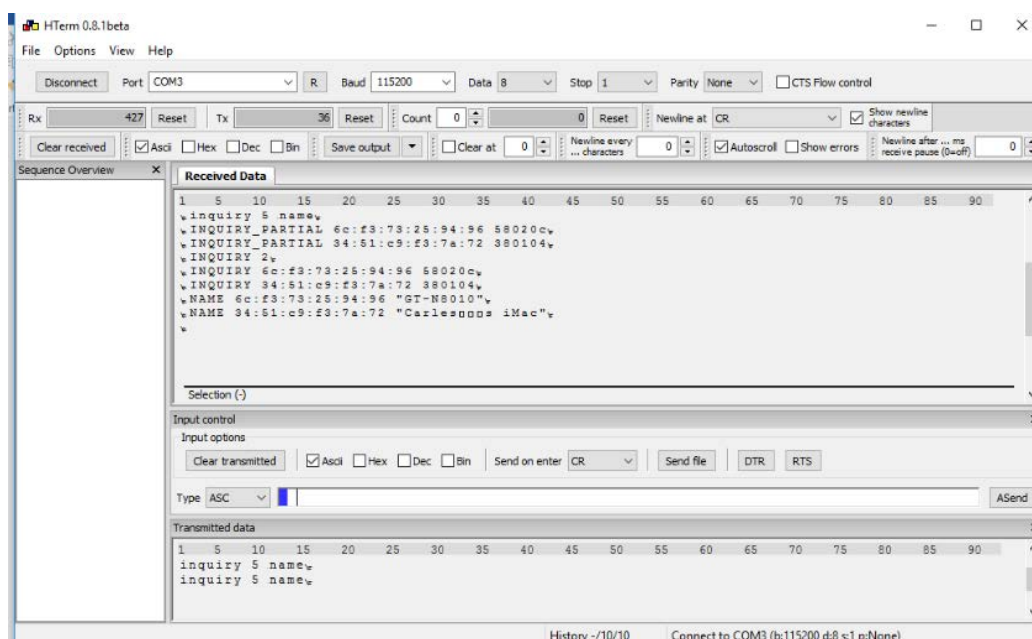 HTerm 0.8.1beta
File Options View Help
Disconnect Port COM3 R Baud 115200 Data 8 Stop 1 Parity None CTS Flow control
Rx 427 Reset Tx 36 Reset Count 0 0 Reset Newline at CR Show newline characters
Clear received Ascii Hex Dec Bin Save output Clear at 0 Newline every ... characters 0 Autoscroll Show errors Newline after ... ms receive pause (0=off) 0
Sequence Overview X Received Data
1 5 10 15 20 25 30 35 40 45 50 55 60 65 70 75 80 85 90
inquiry 5 name
INQUIRY_PARTIAL 6c:f3:73:25:94:96 58020c
INQUIRY_PARTIAL 34:51:c9:f3:7a:72 380104
INQUIRY 2
INQUIRY 6c:f3:73:25:94:96 58020c
INQUIRY 34:51:c9:f3:7a:72 380104
NAME 6c:f3:73:25:94:96 "GT-N8010"
NAME 34:51:c9:f3:7a:72 "Carles▯▯▯s iMac"
Selection (-)
Input control
Input options
Clear transmitted Ascii Hex Dec Bin Send on enter CR Send file DTR RTS
Type ASC ASend
Transmitted data
1 5 10 15 20 25 30 35 40 45 50 55 60 65 70 75 80 85 90
inquiry 5 name
inquiry 5 name
History -/10/10 Connect to COM3 (b:115200 d:8 s:1 p:None)